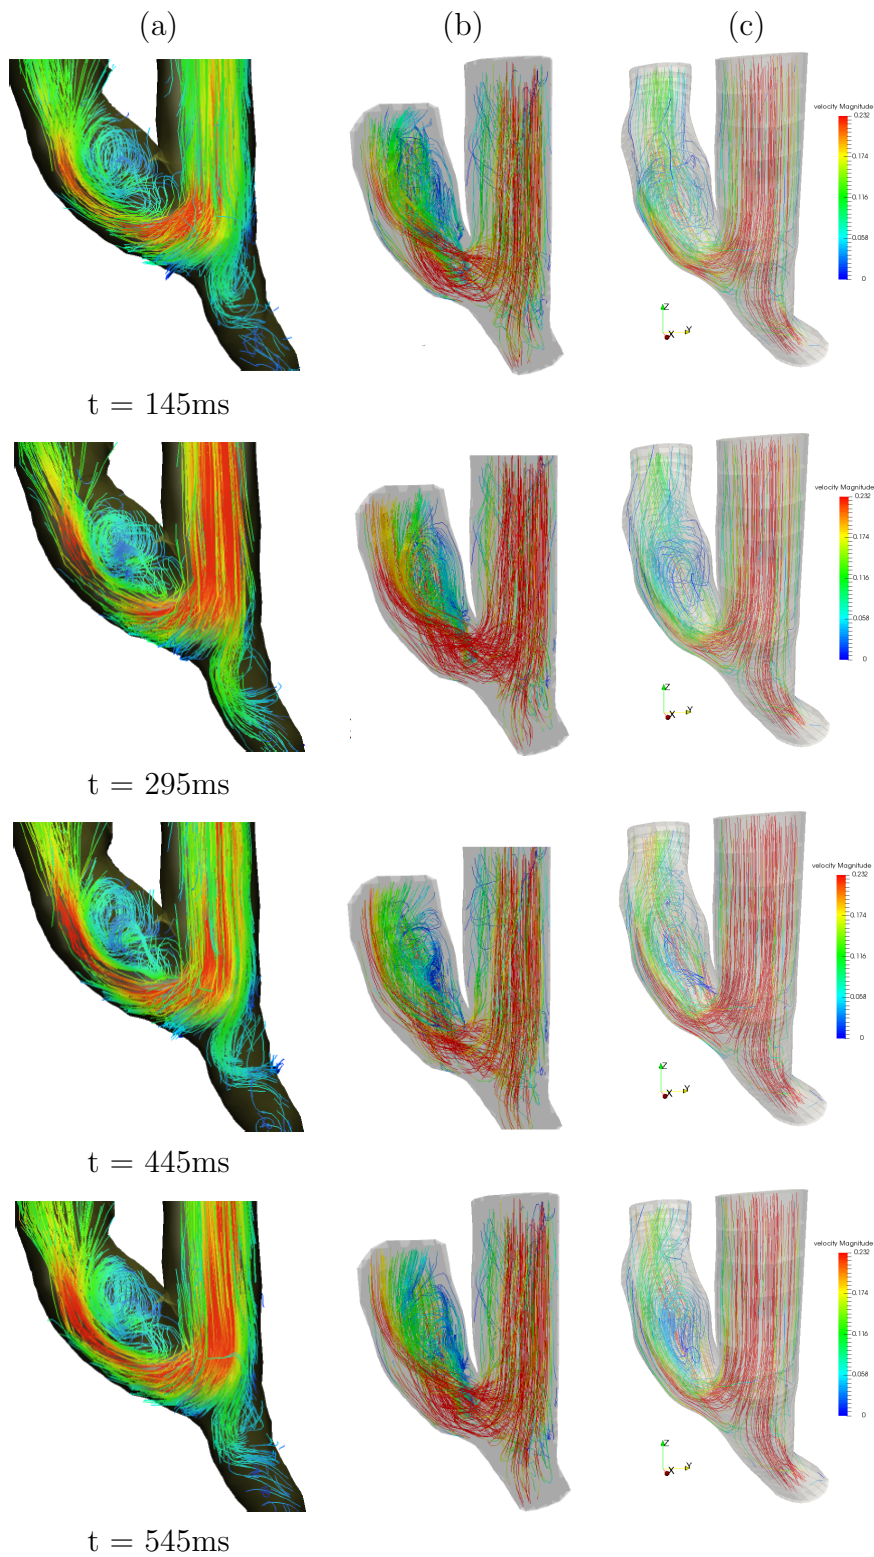 (a) (b) (c)
velocity Magnitude
0.232
0.174
0.116
0.058
0
Z
X Y
t = 145ms
velocity Magnitude
0.232
0.174
0.116
0.058
0
Z
X Y
t = 295ms
velocity Magnitude
0.232
0.174
0.116
0.058
0
Z
X Y
t = 445ms
velocity Magnitude
0.232
0.174
0.116
0.058
0
Z
X Y
t = 545ms